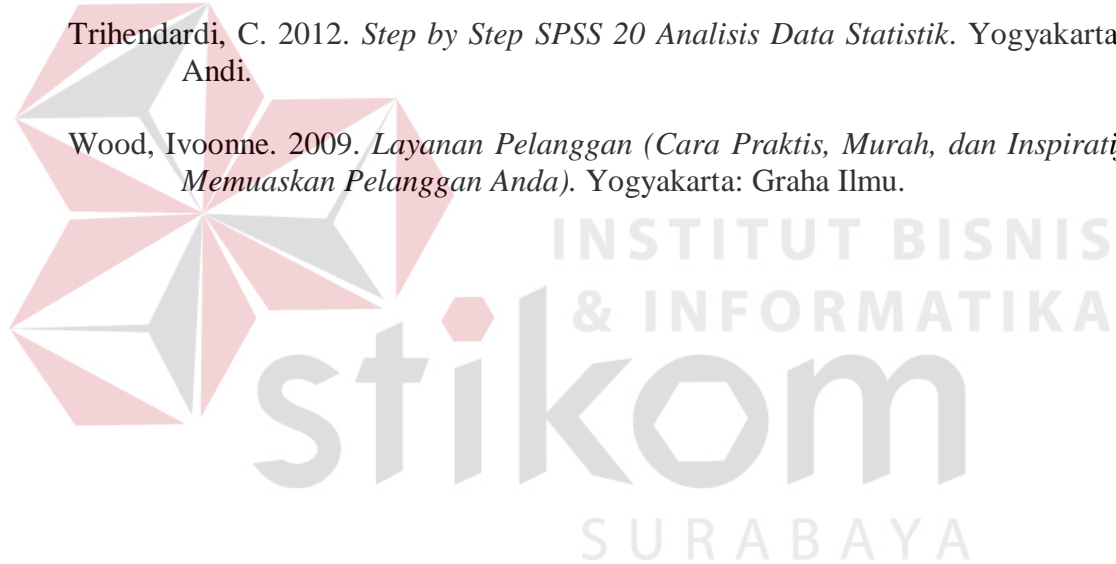 Trihendardi, C. 2012. Step by Step SPSS 20 Analisis Data Statistik. Yogyakarta
Andi.
Wood, Ivoonne. 2009. Layanan Pelanggan (Cara Praktis, Murah, dan Inspiratif
Memuaskan Pelanggan Anda). Yogyakarta: Graha Ilmu.
INSTITUT BISNIS
& INFORMATIKA
stikom
SURABAYA